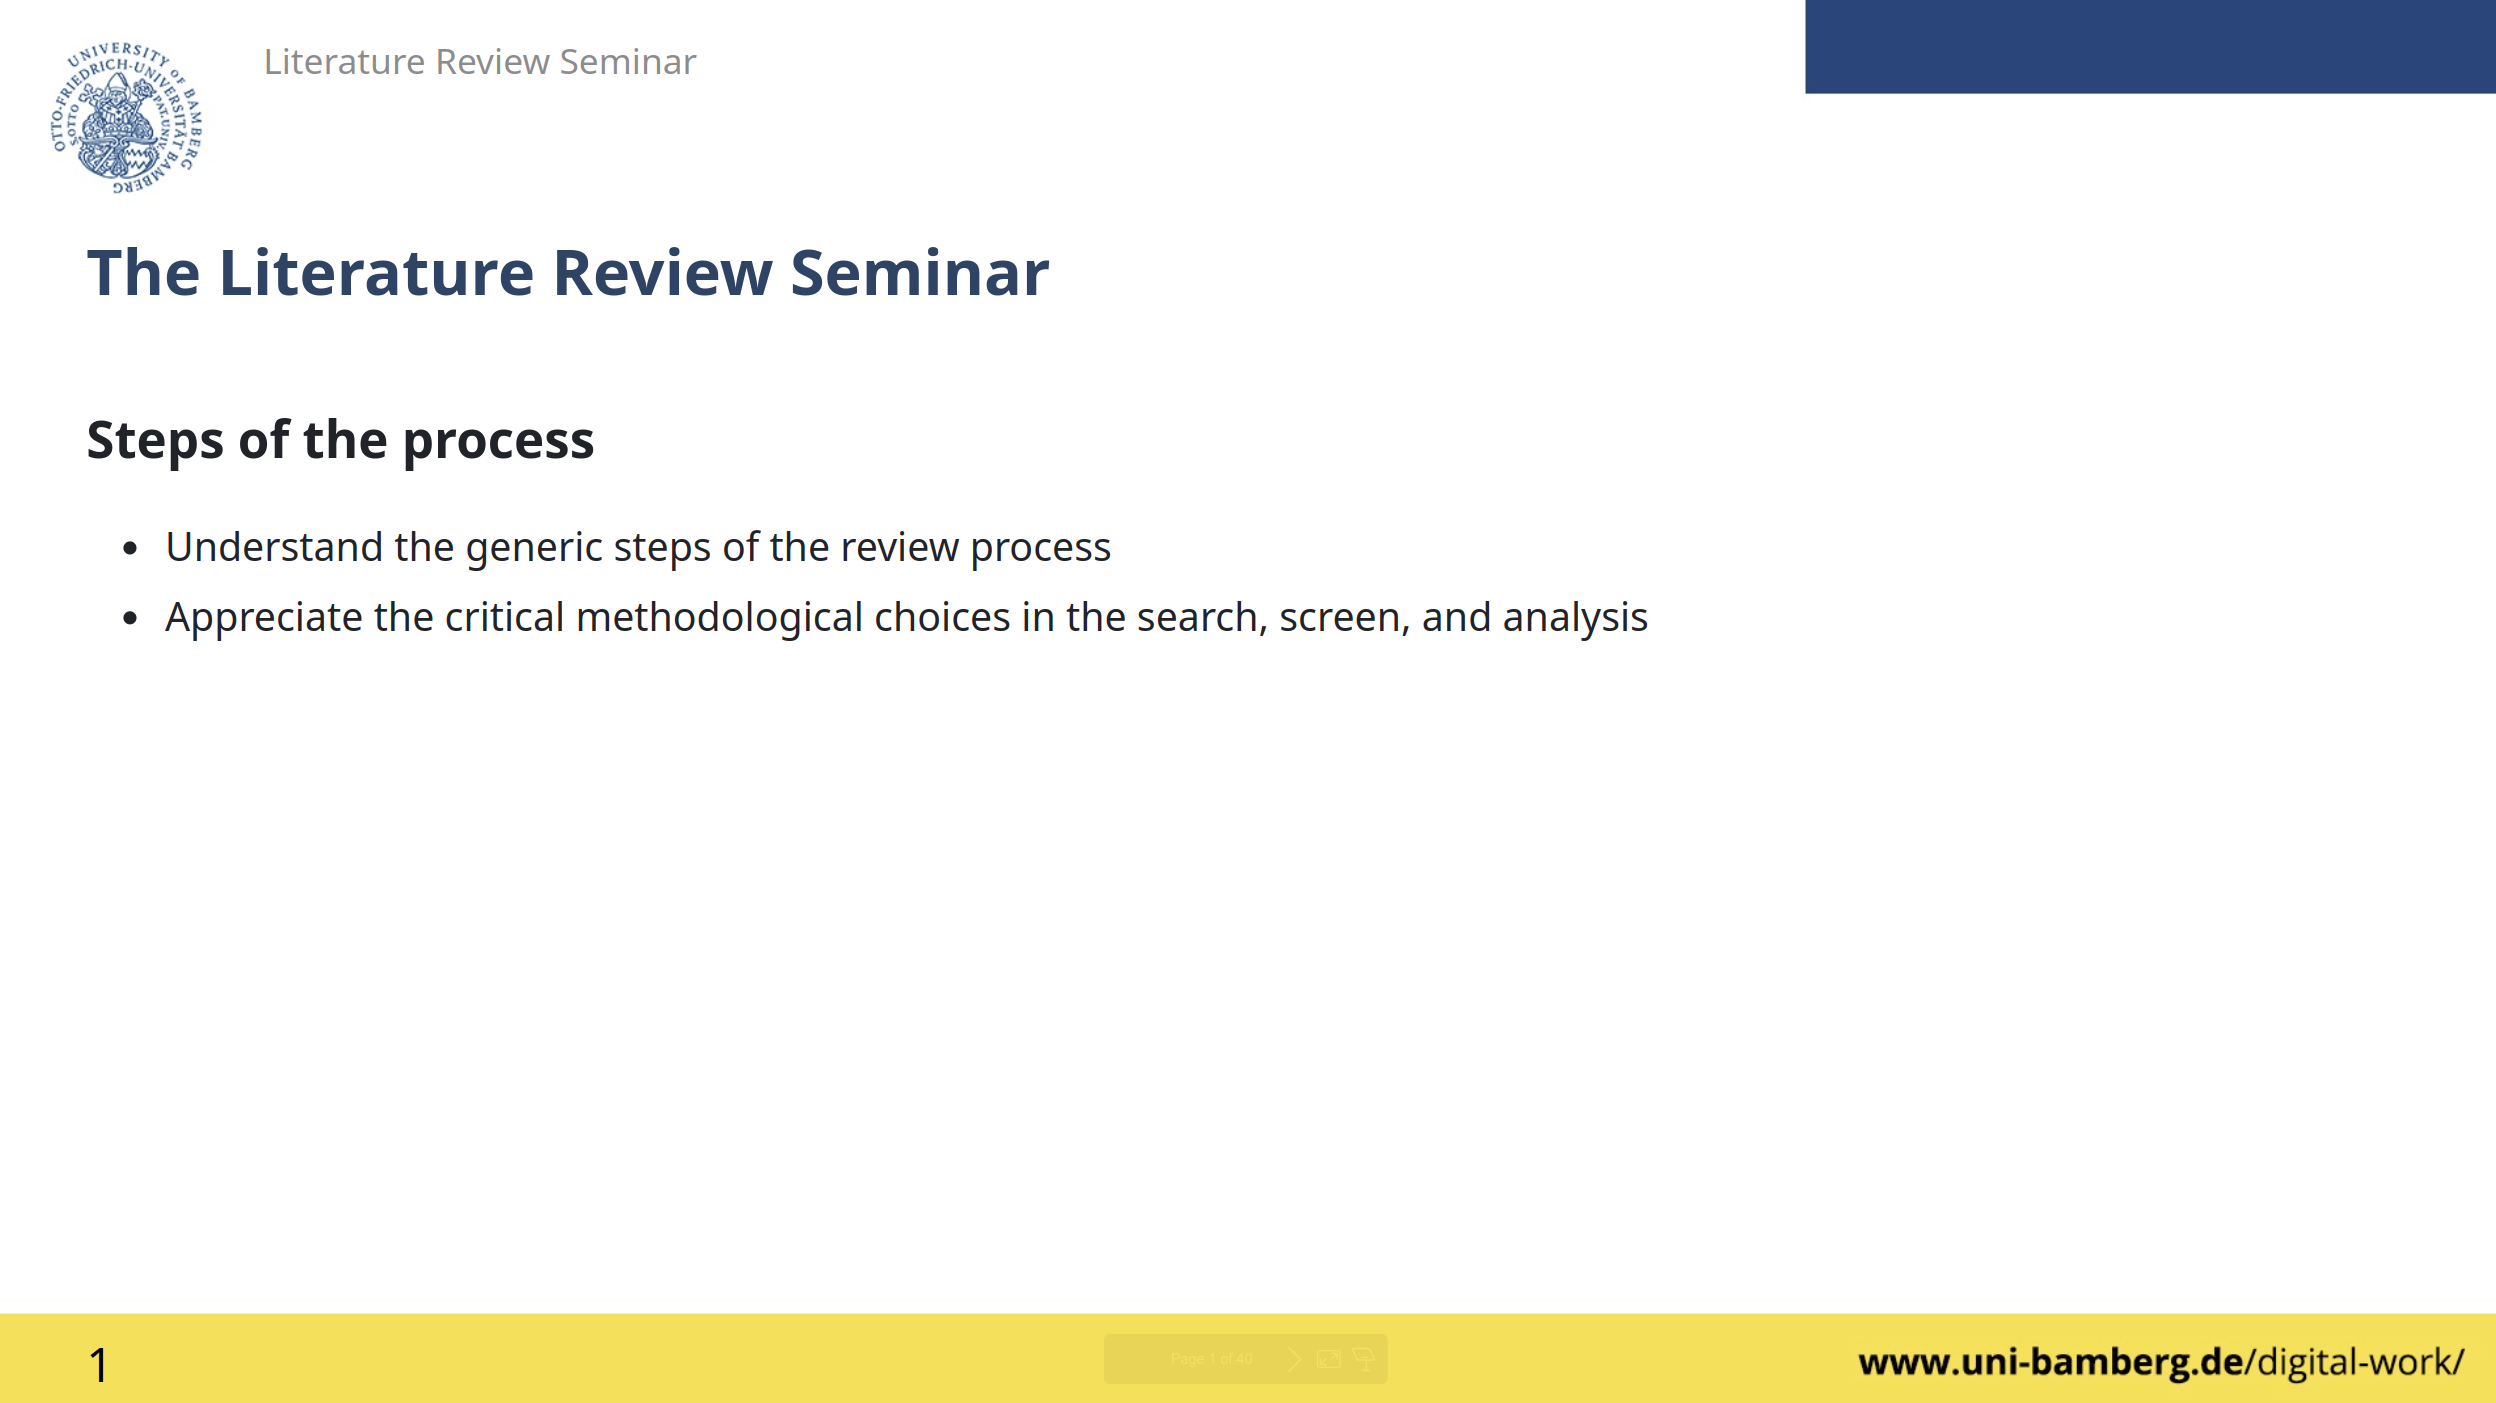 UNIVERSITY OF BAMBERG
OTTO-FRIEDRICH-UNIVERSITÄT BAMBERG
Literature Review Seminar
The Literature Review Seminar
Steps of the process
Understand the generic steps of the review process
Appreciate the critical methodological choices in the search, screen, and analysis
1
Page 1 of 40
www.uni-bamberg.de/digital-work/